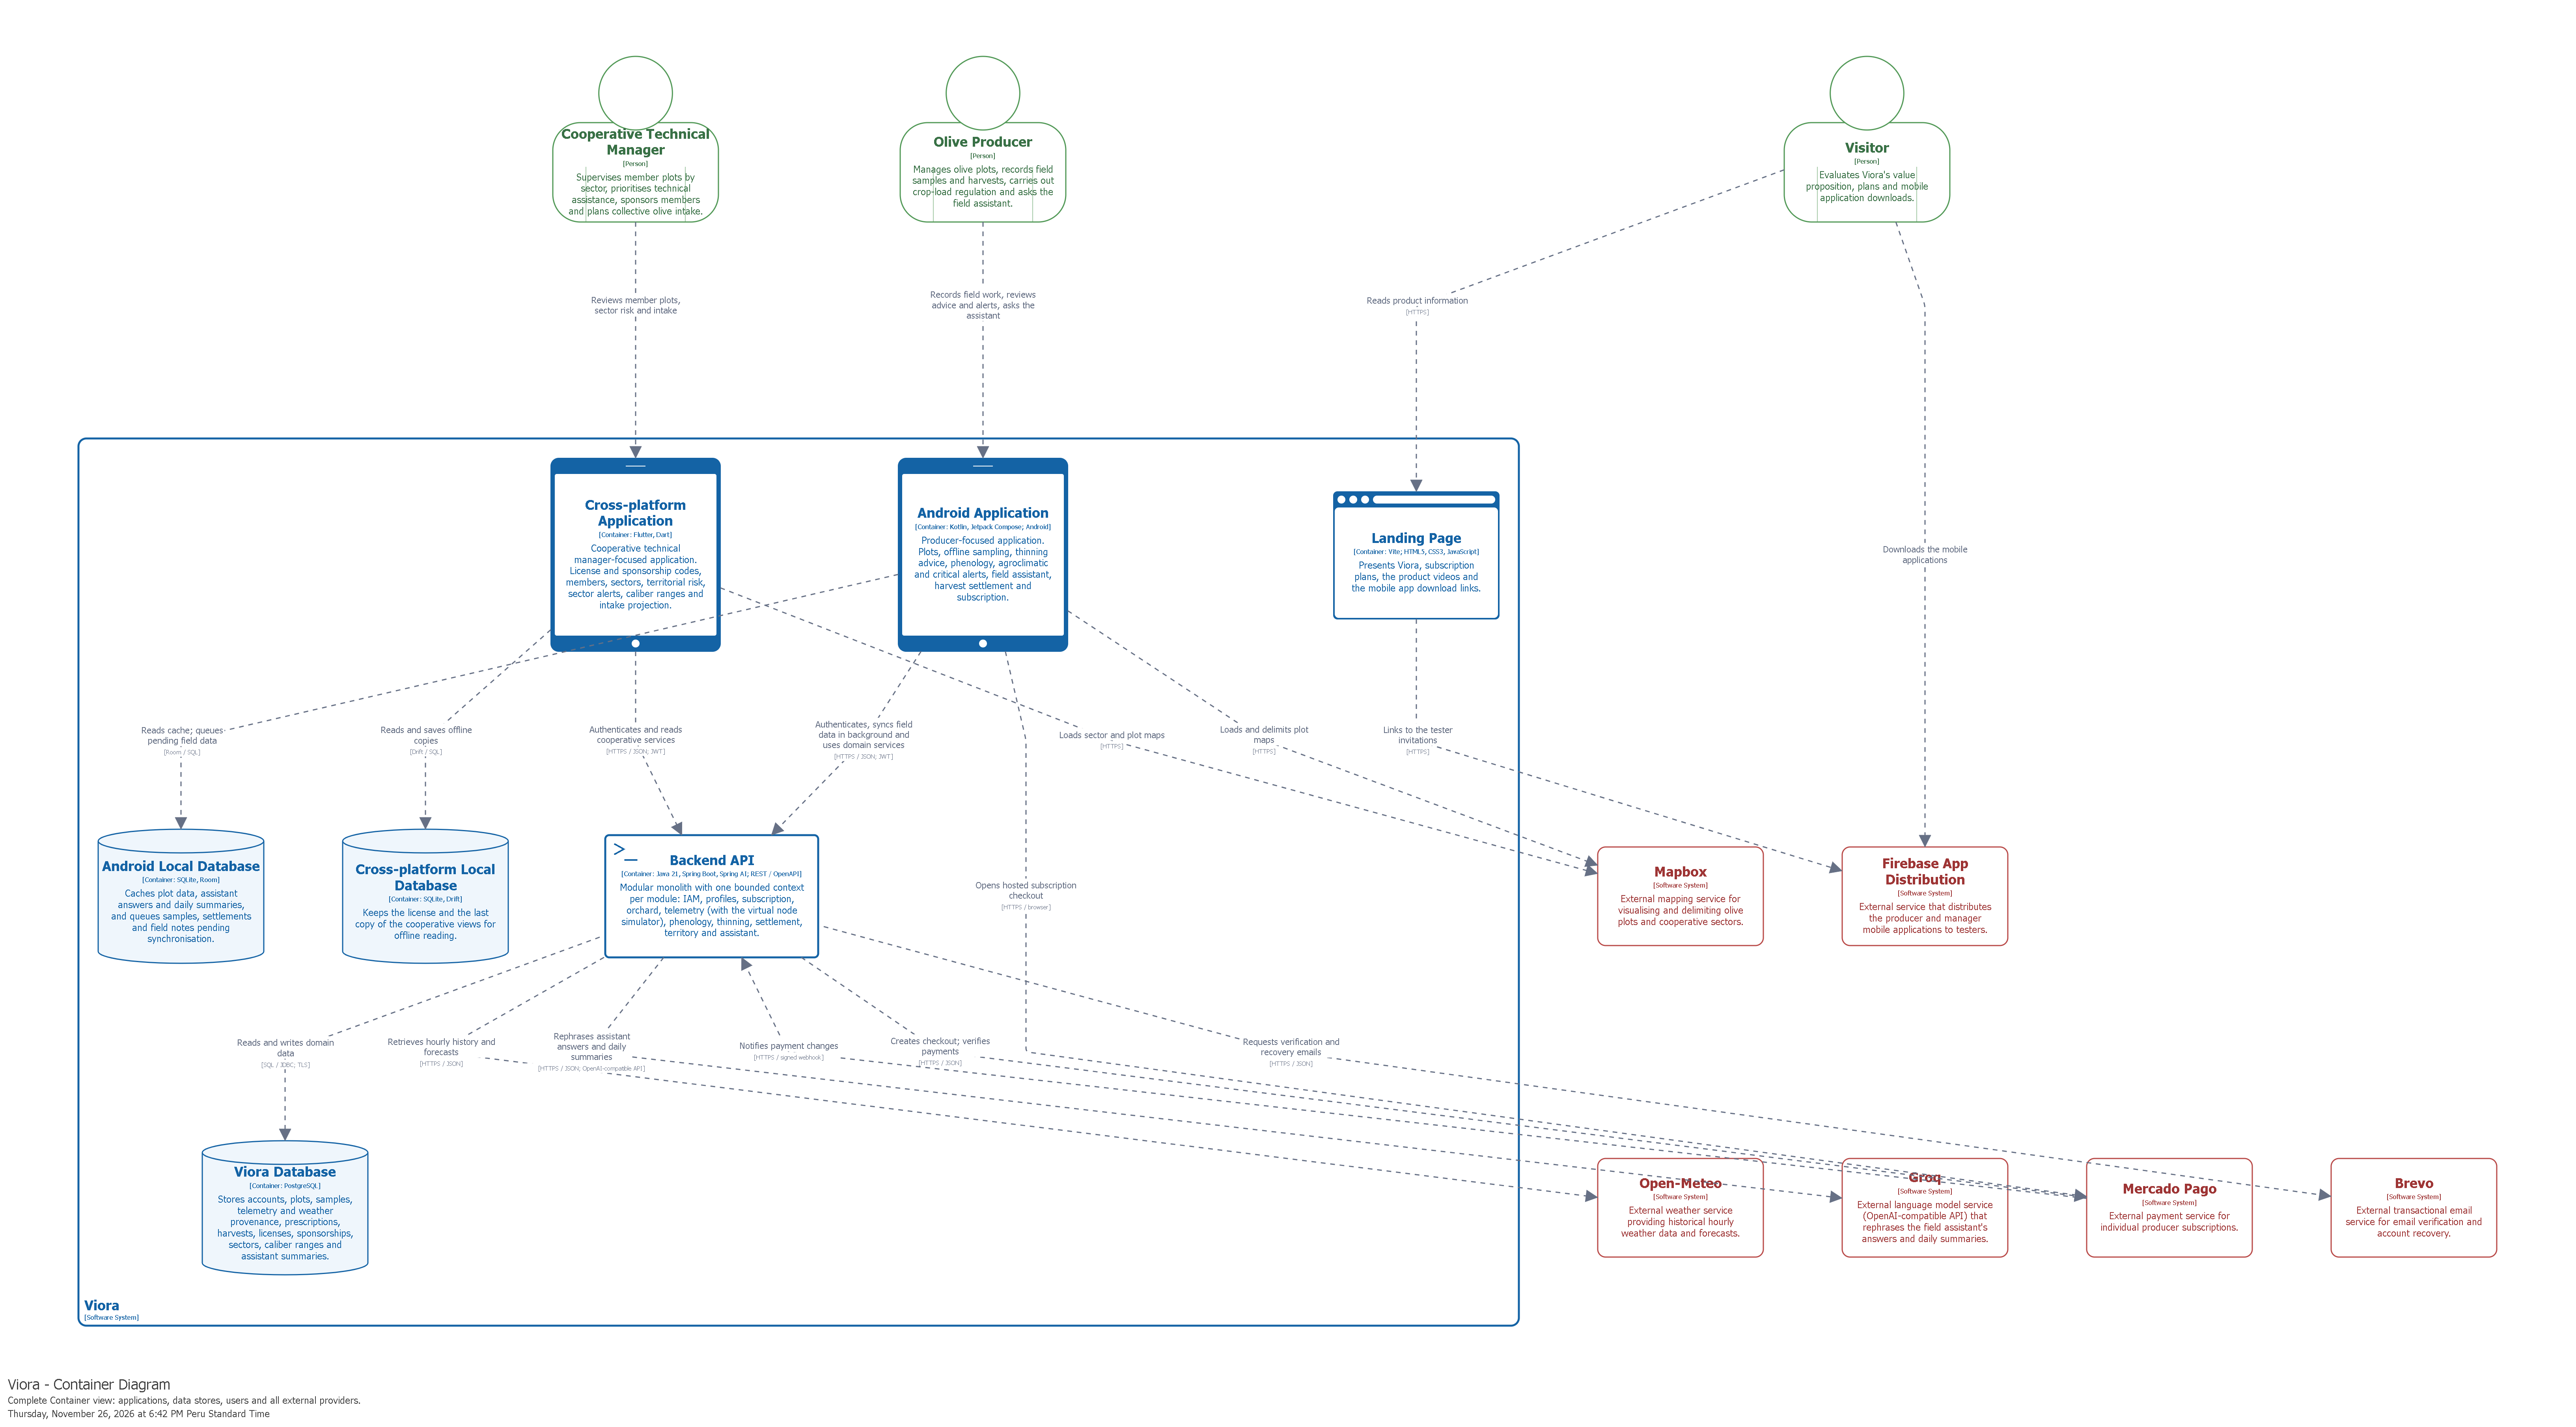 Cooperative Technical
Manager
[Person]
Supervises member plots by
sector, prioritises technical
assistance, sponsors members
and plans collective olive intake.
Olive Producer
[Person]
Manages olive plots, records field
samples and harvests, carries out
crop-load regulation and asks the
field assistant.
Visitor
[Person]
Evaluates Viora's value
proposition, plans and mobile
application downloads.
Reviews member plots,
sector risk and intake
Records field work, reviews
advice and alerts, asks the
assistant
Reads product information
[HTTPS]
Downloads the mobile
applications
Cross-platform
Application
[Container: Flutter, Dart]
Cooperative technical
manager-focused application.
License and sponsorship codes,
members, sectors, territorial risk,
sector alerts, caliber ranges and
intake projection.
Android Application
[Container: Kotlin, Jetpack Compose; Android]
Producer-focused application.
Plots, offline sampling, thinning
advice, phenology, agroclimatic
and critical alerts, field assistant,
harvest settlement and
subscription.
Landing Page
[Container: Vite; HTML5, CSS3, JavaScript]
Presents Viora, subscription
plans, the product videos and
the mobile app download links.
Reads cache; queues
pending field data
[Room / SQL]
Reads and saves offline
copies
[Drift / SQL]
Authenticates and reads
cooperative services
[HTTPS / JSON; JWT]
Authenticates, syncs field
data in background and
uses domain services
[HTTPS / JSON; JWT]
Loads sector and plot maps
[HTTPS]
Loads and delimits plot
maps
[HTTPS]
Links to the tester
invitations
[HTTPS]
Android Local Database
[Container: SQLite, Room]
Caches plot data, assistant
answers and daily summaries,
and queues samples, settlements
and field notes pending
synchronisation.
Cross-platform Local
Database
[Container: SQLite, Drift]
Keeps the license and the last
copy of the cooperative views for
offline reading.
>_
Backend API
[Container: Java 21, Spring Boot, Spring AI; REST / OpenAPI]
Modular monolith with one bounded context
per module: IAM, profiles, subscription,
orchard, telemetry (with the virtual node
simulator), phenology, thinning, settlement,
territory and assistant.
Opens hosted subscription
checkout
[HTTPS / browser]
Mapbox
[Software System]
External mapping service for
visualising and delimiting olive
plots and cooperative sectors.
Firebase App
Distribution
[Software System]
External service that distributes
the producer and manager
mobile applications to testers.
Reads and writes domain
data
[SQL / JDBC; TLS]
Retrieves hourly history and
forecasts
[HTTPS / JSON]
Rephrases assistant
answers and daily
summaries
[HTTPS / JSON; OpenAI-compatible API]
Notifies payment changes
[HTTPS / signed webhook]
Creates checkout; verifies
payments
[HTTPS / JSON]
Requests verification and
recovery emails
[HTTPS / JSON]
Viora Database
[Container: PostgreSQL]
Stores accounts, plots, samples,
telemetry and weather
provenance, prescriptions,
harvests, licenses, sponsorships,
sectors, caliber ranges and
assistant summaries.
Open-Meteo
[Software System]
External weather service
providing historical hourly
weather data and forecasts.
Groq
[Software System]
External language model service
(OpenAI-compatible API) that
rephrases the field assistant's
answers and daily summaries.
Mercado Pago
[Software System]
External payment service for
individual producer subscriptions.
Brevo
[Software System]
External transactional email
service for email verification and
account recovery.
Viora
[Software System]
Viora - Container Diagram
Complete Container view: applications, data stores, users and all external providers.
Thursday, November 26, 2026 at 6:42 PM Peru Standard Time